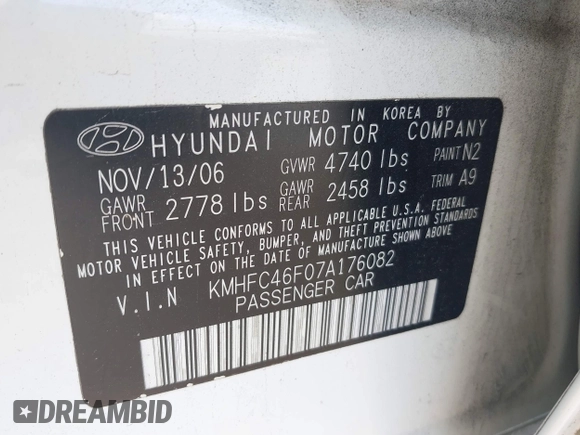 MANUFACTURED IN KOREA BY
HYUNDAI MOTOR COMPANY
NOV/13/06 GVWR 4740 lbs PAINT N2
GAWR FRONT 2778 lbs GAWR REAR 2458 lbs TRIM A9
THIS VEHICLE CONFORMS TO ALL APPLICABLE U.S.A. FEDERAL
MOTOR VEHICLE SAFETY, BUMPER, AND THEFT PREVENTION STANDARDS
IN EFFECT ON THE DATE OF MANUFACTURE SHOWN ABOVE
V.I.N KMHFC46F07A176082
PASSENGER CAR
DREAMBID